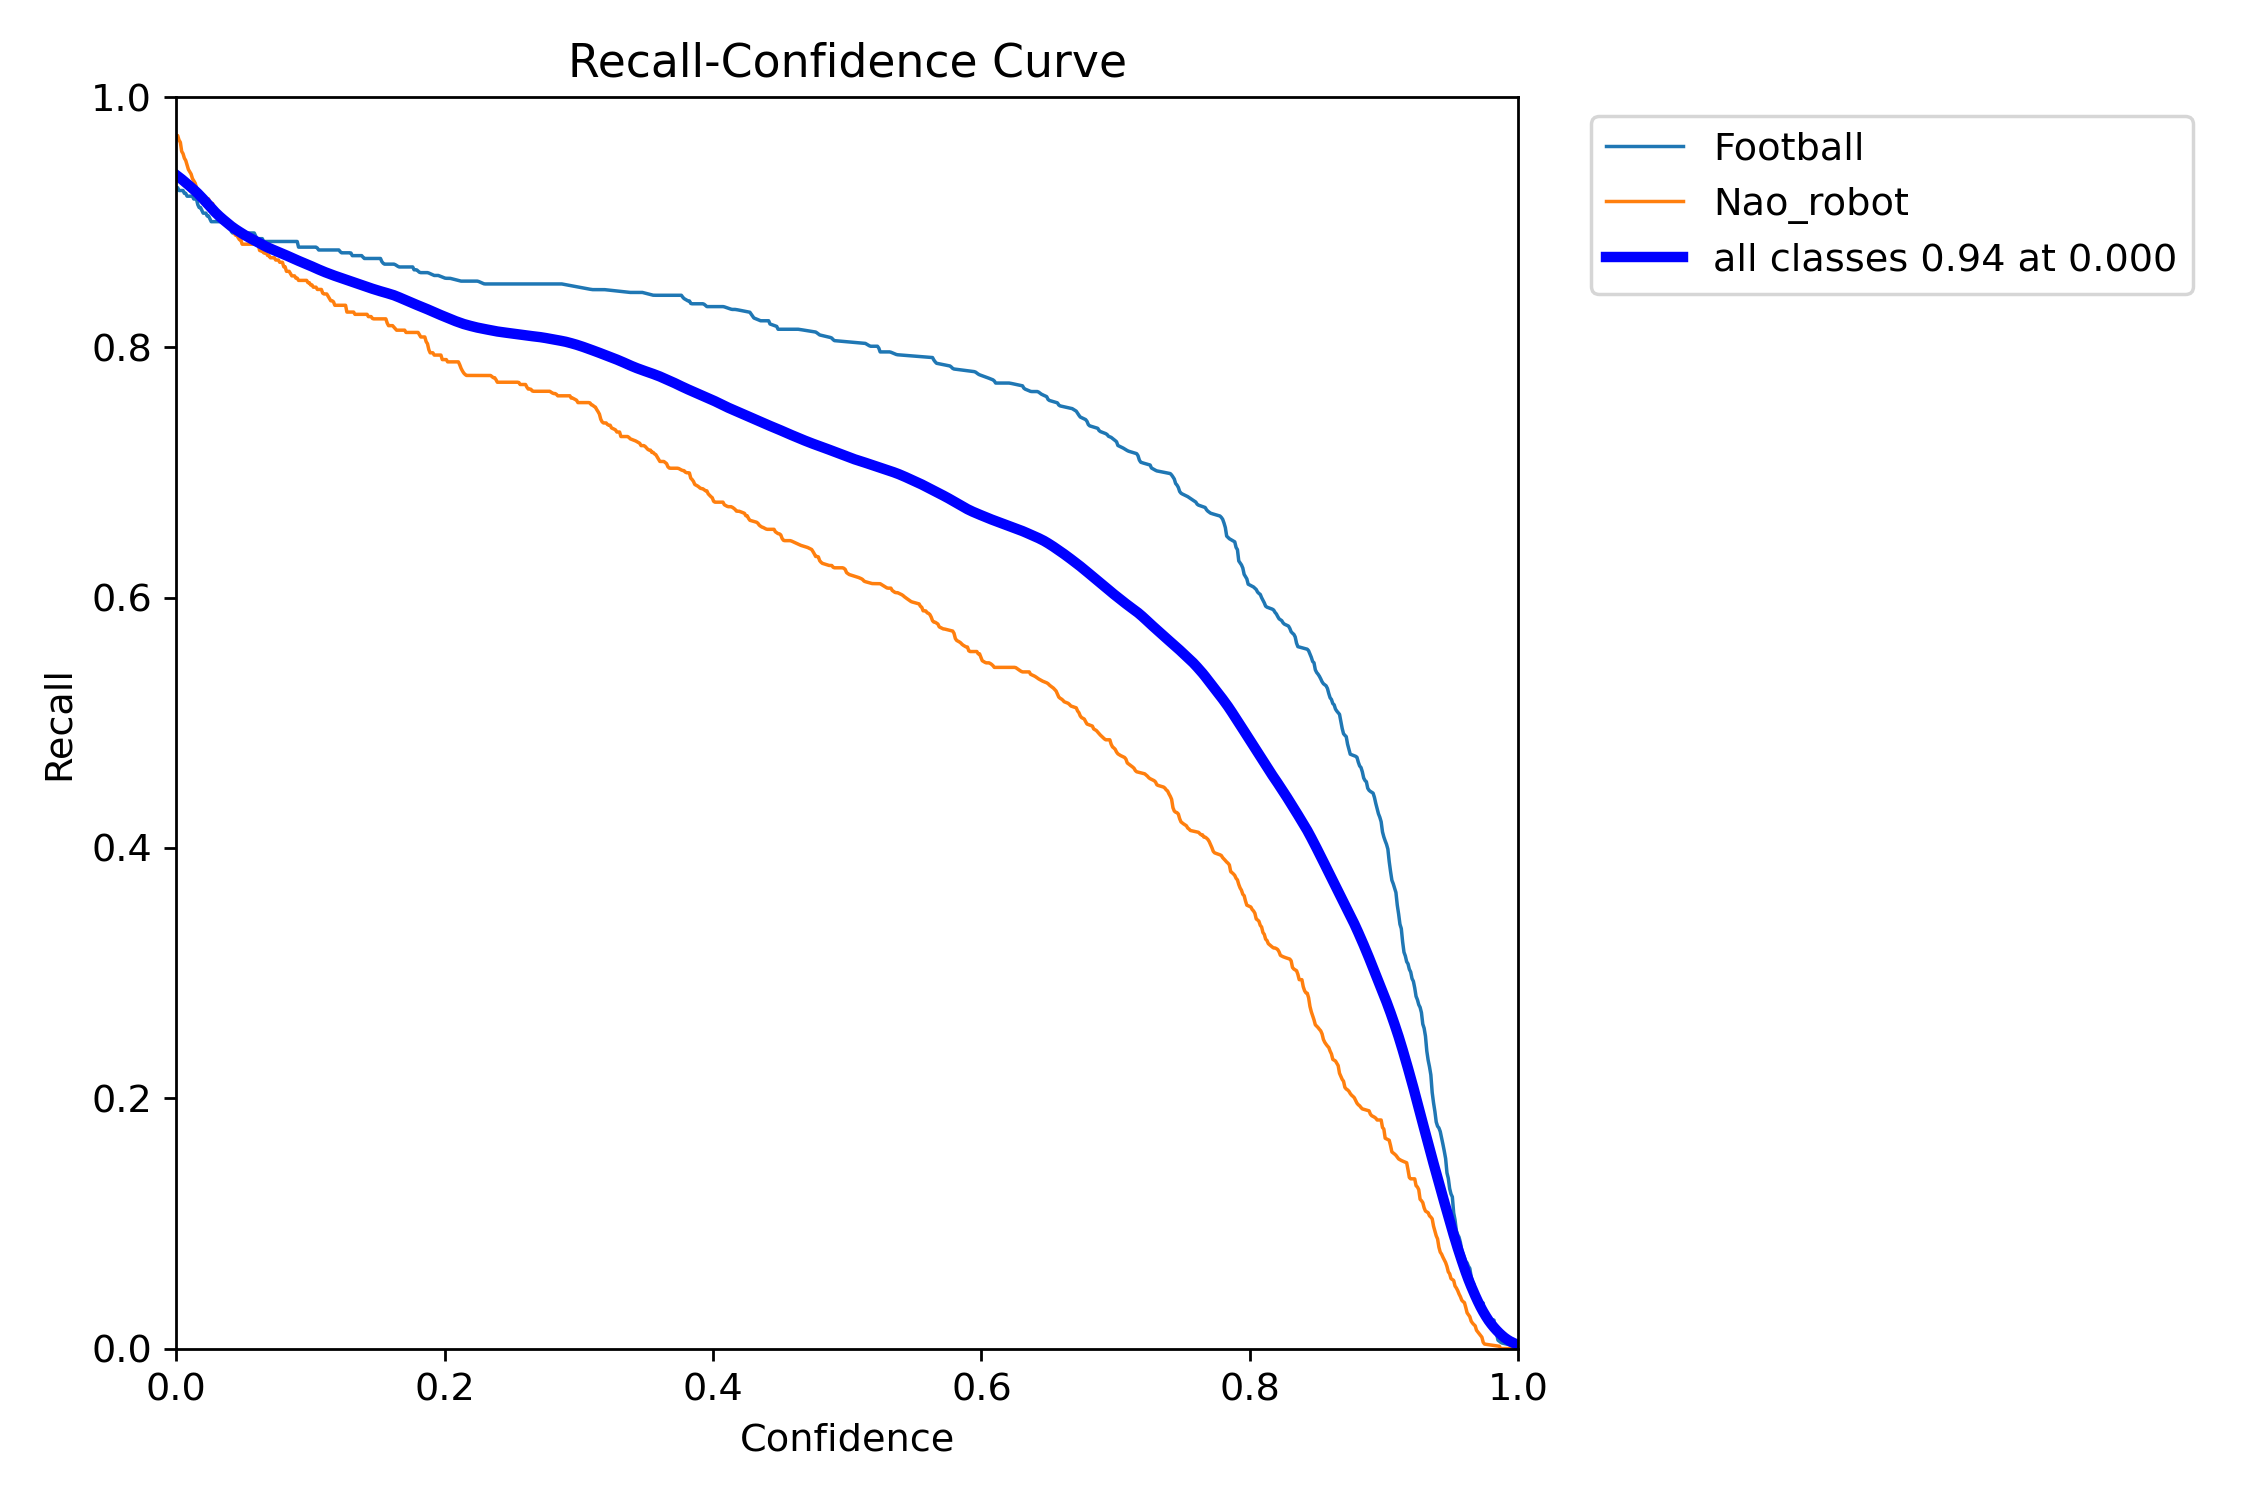 Recall-Confidence Curve
1.0
0.8
0.6
0.4
0.2
0.0
Recall
0.0 0.2 0.4 0.6 0.8 1.0
Confidence
Football
Nao_robot
all classes 0.94 at 0.000